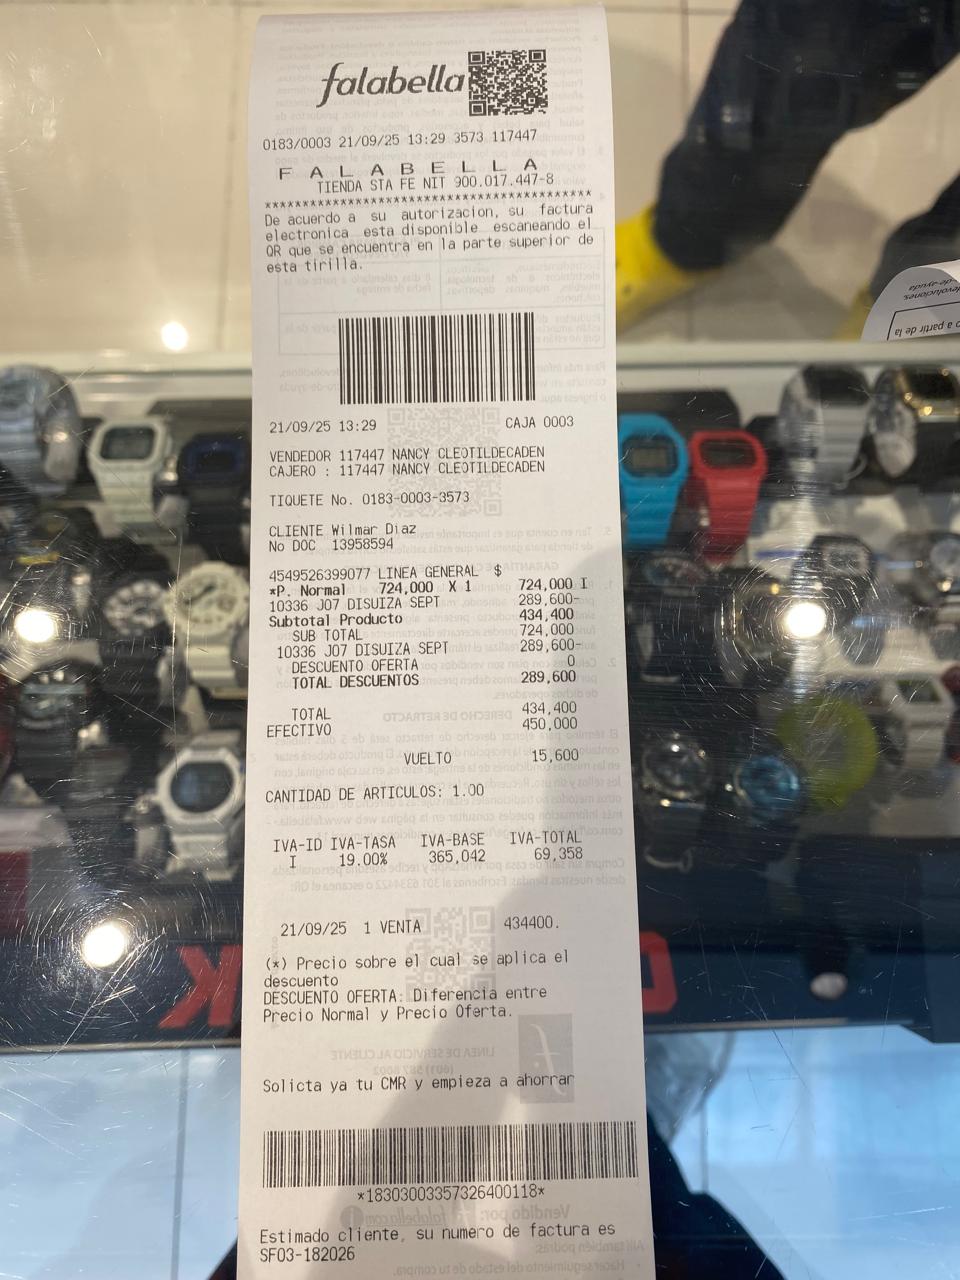 falabella
0183/0003 21/09/25 13:29 3573 117447
F A L A B E L L A
TIENDA STA FE NIT 900.017.447-8
****************************************
De acuerdo a su autorizacion, su factura
electronica esta disponible escaneando el
QR que se encuentra en la parte superior de
esta tirilla.
21/09/25 13:29 CAJA 0003
VENDEDOR 117447 NANCY CLEOTILDECADEN
CAJERO : 117447 NANCY CLEOTILDECADEN
TIQUETE No. 0183-0003-3573
CLIENTE Wilmar Diaz
No DOC 13958594
4549526399077 LINEA GENERAL $
*P. Normal 724,000 X 1 724,000 I
10336 J07 DISUIZA SEPT 289,600-
Subtotal Producto 434,400
SUB TOTAL 724,000
10336 J07 DISUIZA SEPT 289,600-
DESCUENTO OFERTA 0
TOTAL DESCUENTOS 289,600
TOTAL 434,400
EFECTIVO 450,000
VUELTO 15,600
CANTIDAD DE ARTICULOS: 1.00
IVA-ID IVA-TASA IVA-BASE IVA-TOTAL
I 19.00% 365,042 69,358
21/09/25 1 VENTA 434400.
(*) Precio sobre el cual se aplica el
descuento
DESCUENTO OFERTA: Diferencia entre
Precio Normal y Precio Oferta.
Solicta ya tu CMR y empieza a ahorrar
*18303003357326400118*
Estimado cliente, su numero de factura es
SF03-182026